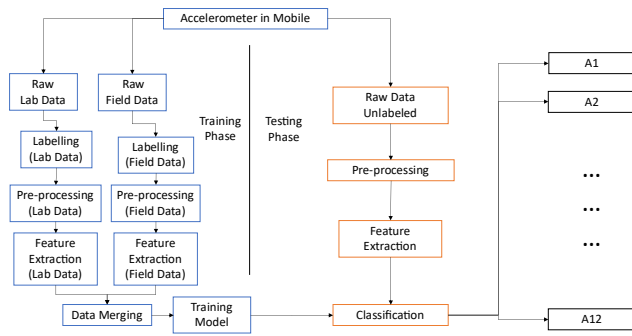 Accelerometer in Mobile
Raw
Lab Data
Raw
Field Data
Training
Phase
Testing
Phase
Raw Data
Unlabeled
A1
A2
Labelling
(Lab Data)
Labelling
(Field Data)
Pre-processing
Pre-processing
(Lab Data)
Pre-processing
(Field Data)
...
...
...
Feature
Extraction
(Lab Data)
Feature
Extraction
(Field Data)
Feature
Extraction
Data Merging
Training
Model
Classification
A12